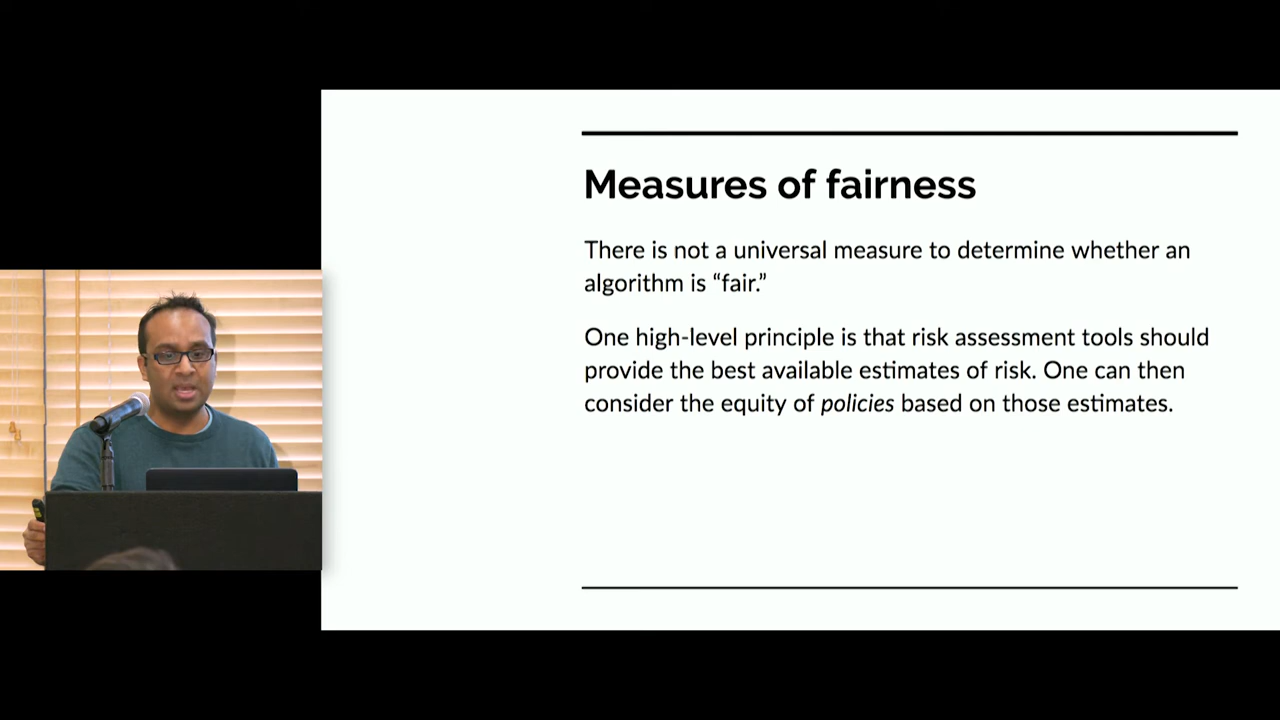 Measures of fairness
There is not a universal measure to determine whether an
algorithm is “fair.”
One high-level principle is that risk assessment tools should
provide the best available estimates of risk. One can then
consider the equity of policies based on those estimates.